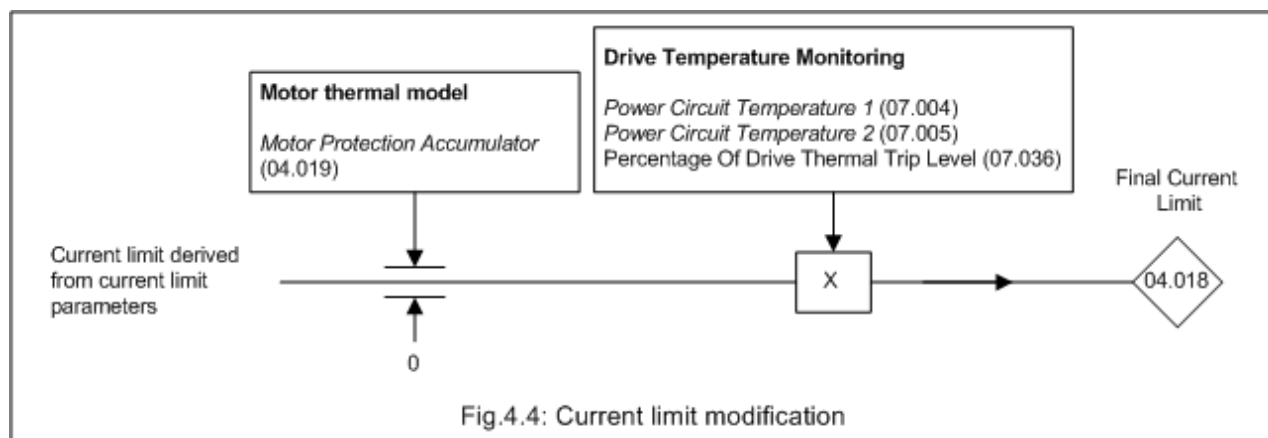 Motor thermal model
Motor Protection Accumulator
(04.019)
Drive Temperature Monitoring
Power Circuit Temperature 1 (07.004)
Power Circuit Temperature 2 (07.005)
Percentage Of Drive Thermal Trip Level (07.036)
Final Current
Limit
Current limit derived
from current limit
parameters
X
04.018
0
Fig.4.4: Current limit modification